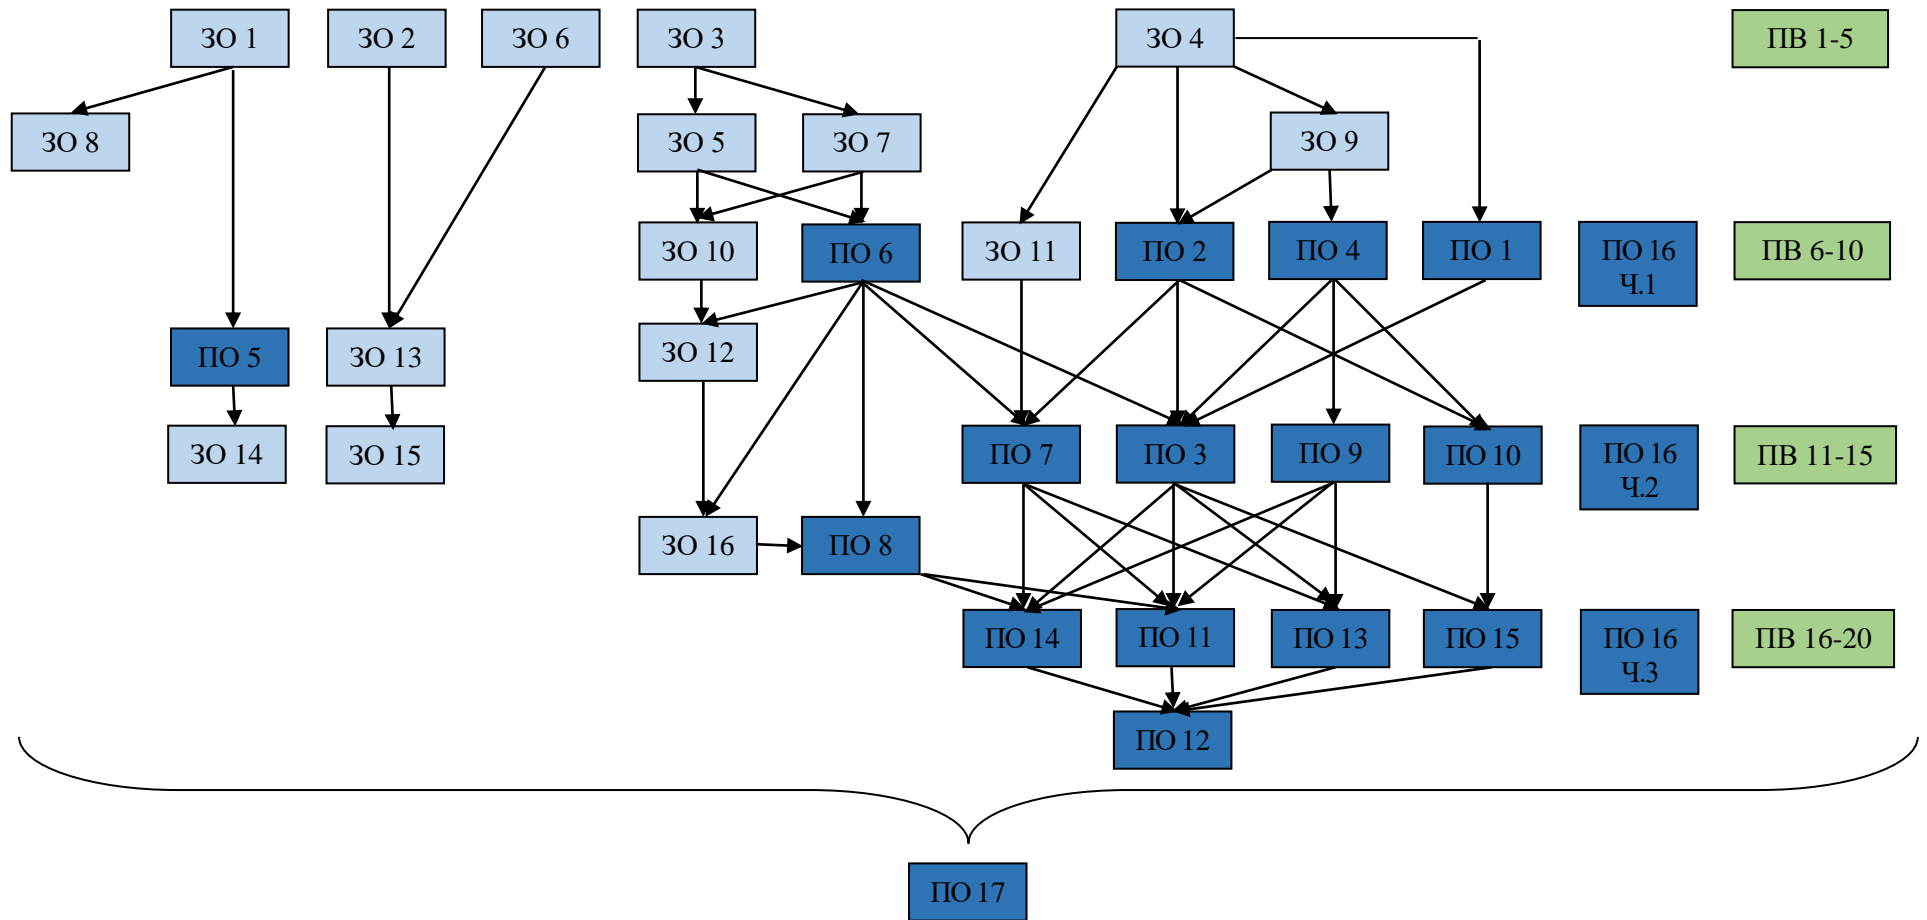 ЗО 1
ЗО 2
ЗО 6
ЗО 3
ЗО 4
ПВ 1-5
ЗО 8
ЗО 5
ЗО 7
ЗО 9
ЗО 10
ПО 6
ЗО 11
ПО 2
ПО 4
ПО 1
ПО 16
Ч.1
ПВ 6-10
ПО 5
ЗО 13
ЗО 12
ЗО 14
ЗО 15
ПО 7
ПО 3
ПО 9
ПО 10
ПО 16
Ч.2
ПВ 11-15
ЗО 16
ПО 8
ПО 14
ПО 11
ПО 13
ПО 15
ПО 16
Ч.3
ПВ 16-20
ПО 12
ПО 17